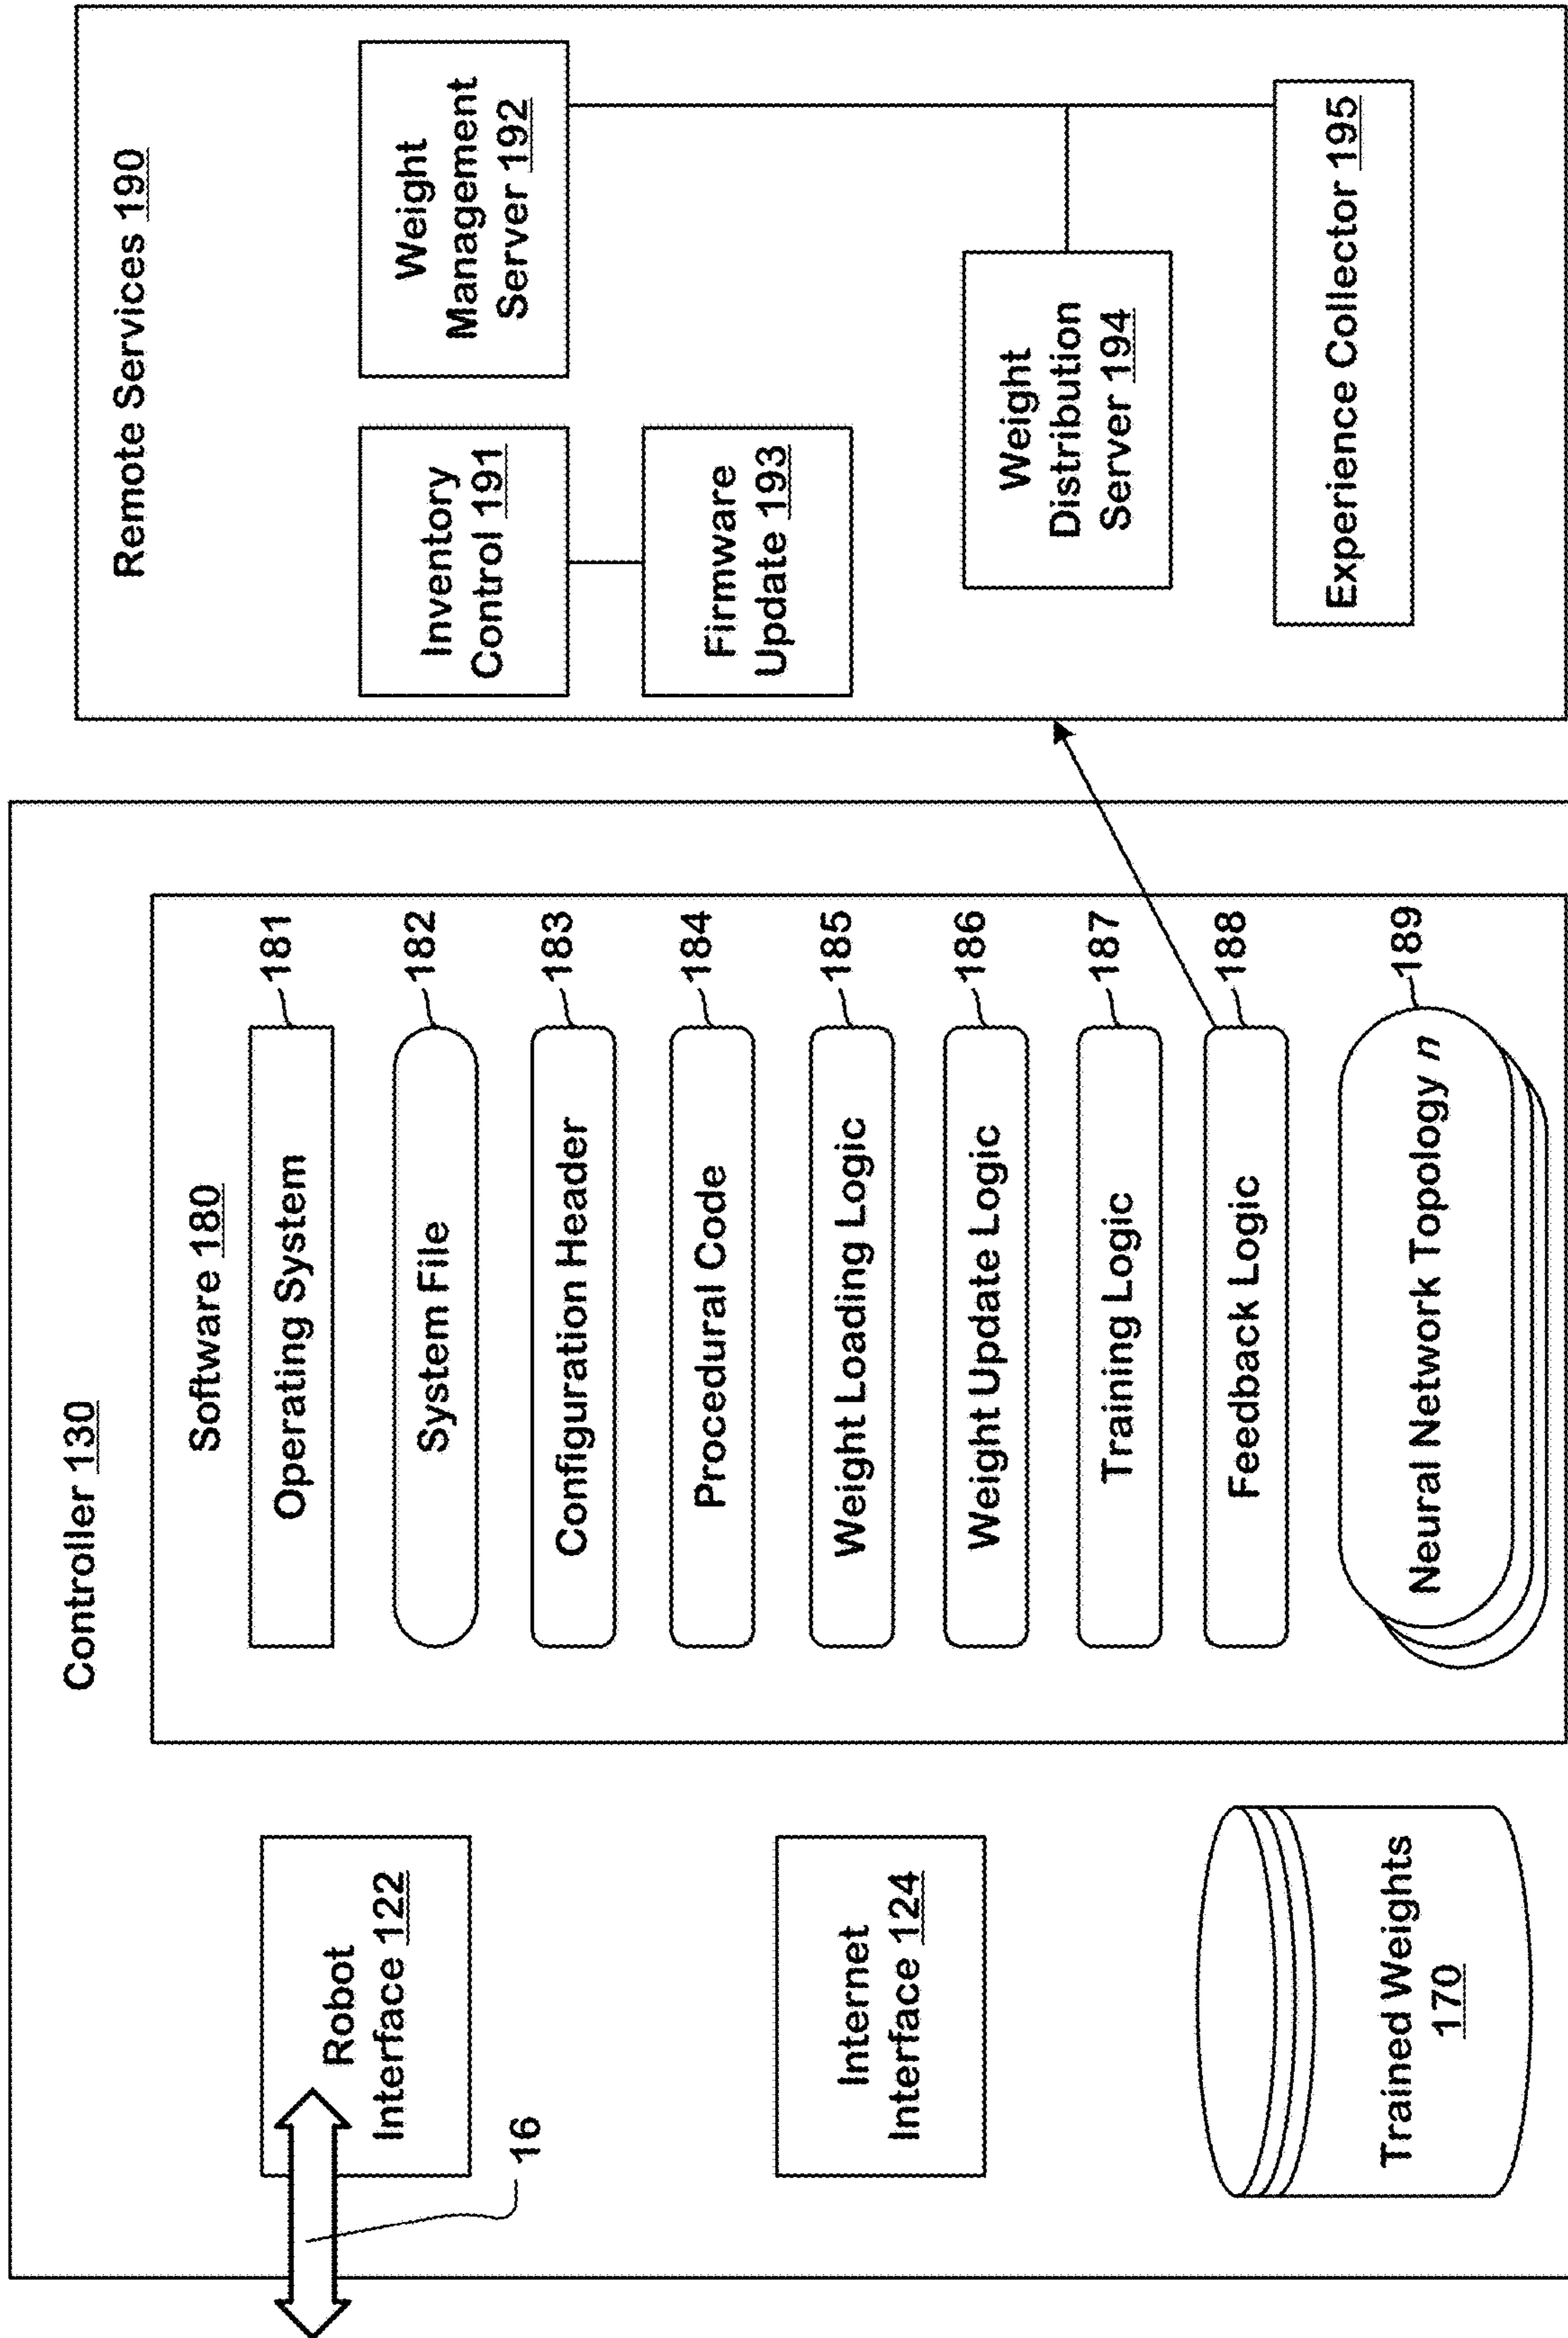 Controller 130
Robot
Interface 122
16
Internet
Interface 124
Trained Weights
170
Software 180
Operating System
181
System File
182
Configuration Header
183
Procedural Code
184
Weight Loading Logic
185
Weight Update Logic
186
Training Logic
187
Feedback Logic
188
Neural Network Topology n
189
Remote Services 190
Inventory
Control 191
Weight
Management
Server 192
Firmware
Update 193
Weight
Distribution
Server 194
Experience Collector 195